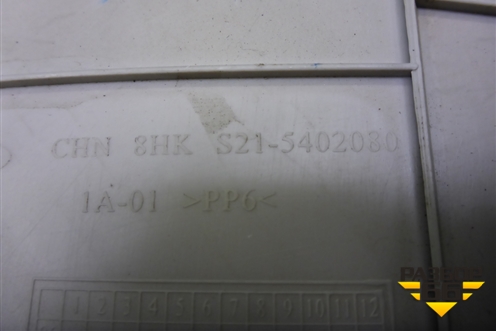 CHN 8HK S21-5402080
1A-01 >PP6<
1 2 3 4 5 6 7 8 9 10 11 12